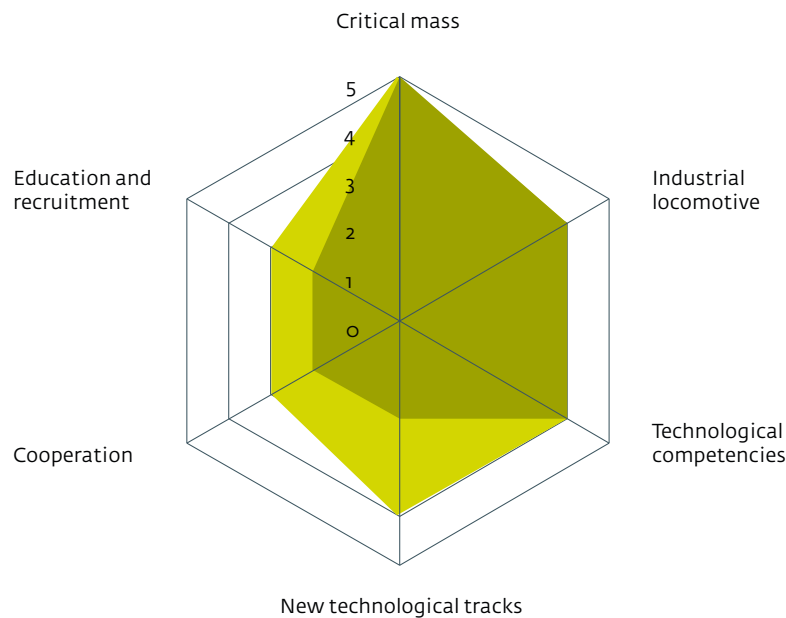 Critical mass
5
4
Education and
recruitment
3
Industrial
locomotive
2
1
0
Cooperation
Technological
competencies
New technological tracks